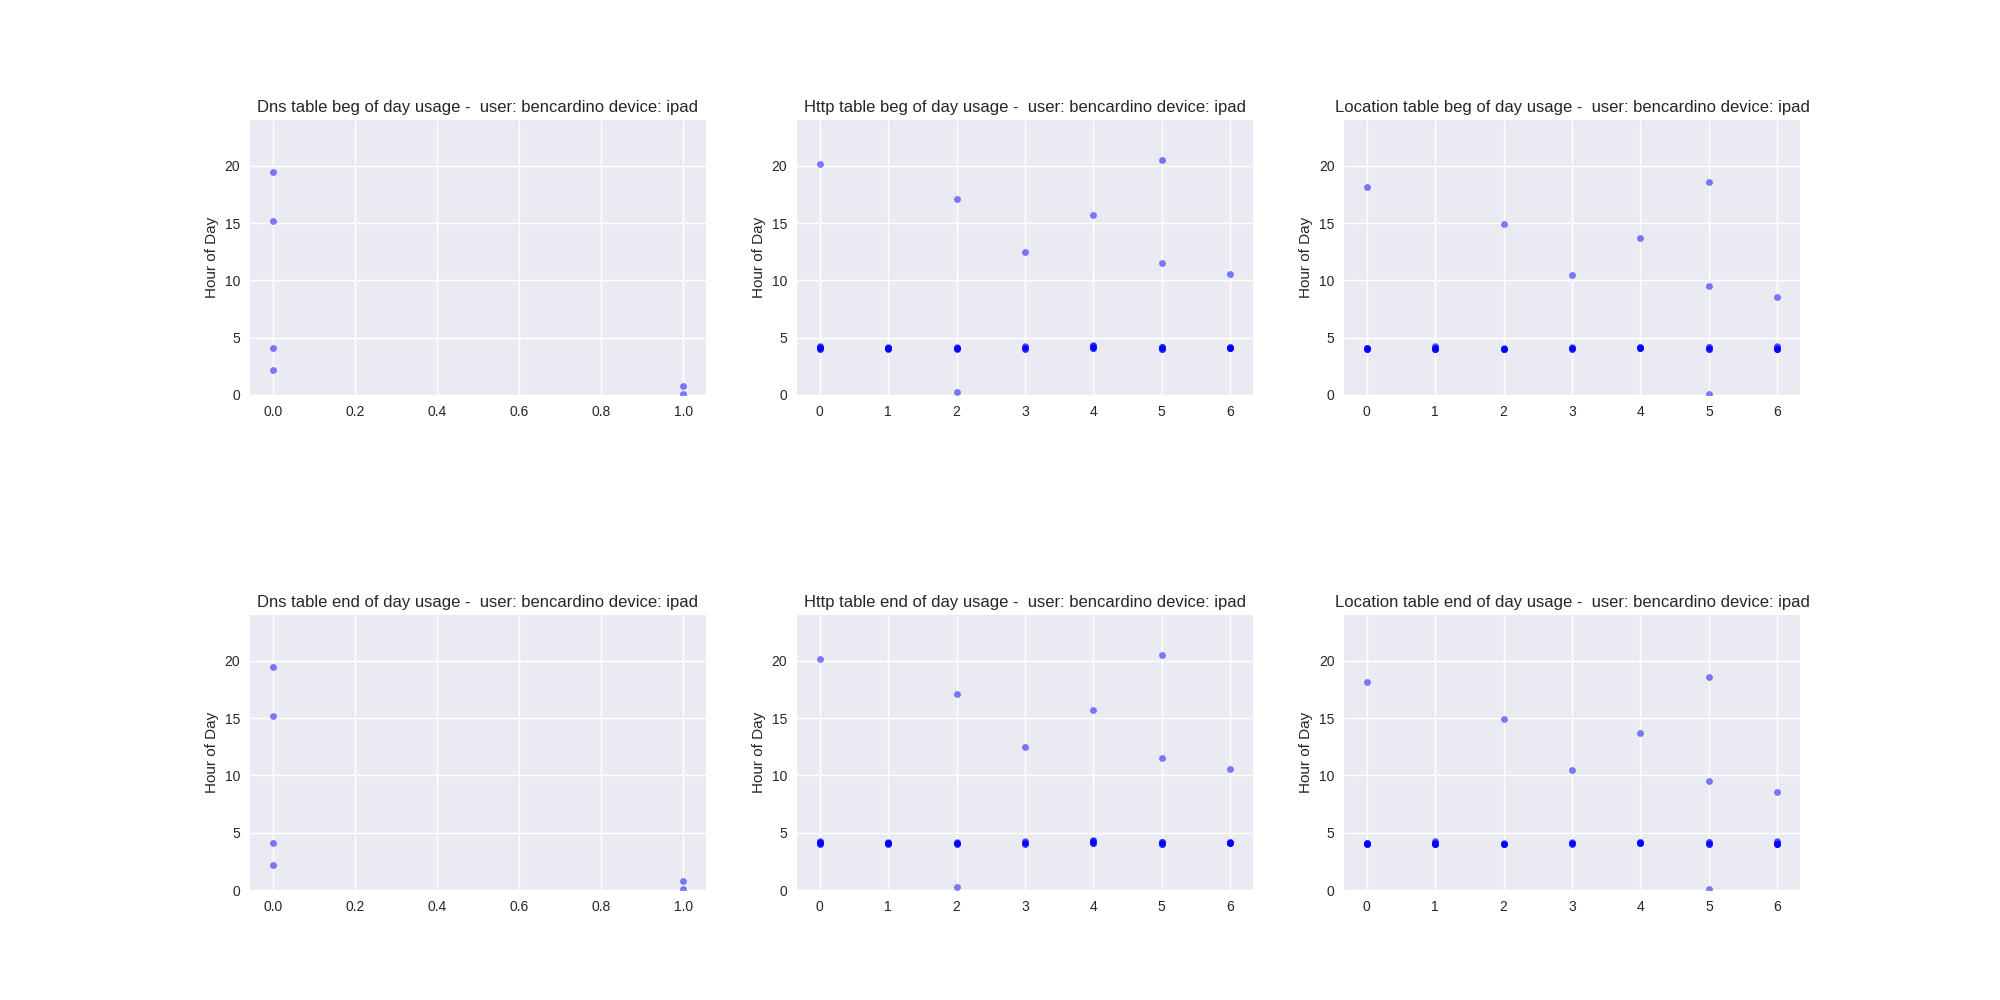 Dns table beg of day usage -  user: bencardino device: ipad
Hour of Day
20
15
10
5
0
0.0 0.2 0.4 0.6 0.8 1.0
Http table beg of day usage -  user: bencardino device: ipad
Hour of Day
20
15
10
5
0
0 1 2 3 4 5 6
Location table beg of day usage -  user: bencardino device: ipad
Hour of Day
20
15
10
5
0
0 1 2 3 4 5 6
Dns table end of day usage -  user: bencardino device: ipad
Hour of Day
20
15
10
5
0
0.0 0.2 0.4 0.6 0.8 1.0
Http table end of day usage -  user: bencardino device: ipad
Hour of Day
20
15
10
5
0
0 1 2 3 4 5 6
Location table end of day usage -  user: bencardino device: ipad
Hour of Day
20
15
10
5
0
0 1 2 3 4 5 6